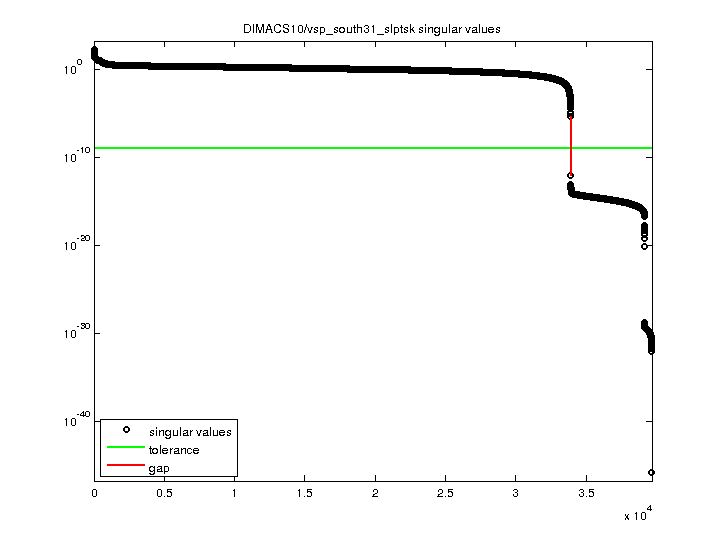 DIMACS10/vsp_south31_slptsk singular values
10^0
10^-10
10^-20
10^-30
10^-40
singular values
tolerance
gap
0 0.5 1 1.5 2 2.5 3 3.5
x 10^4